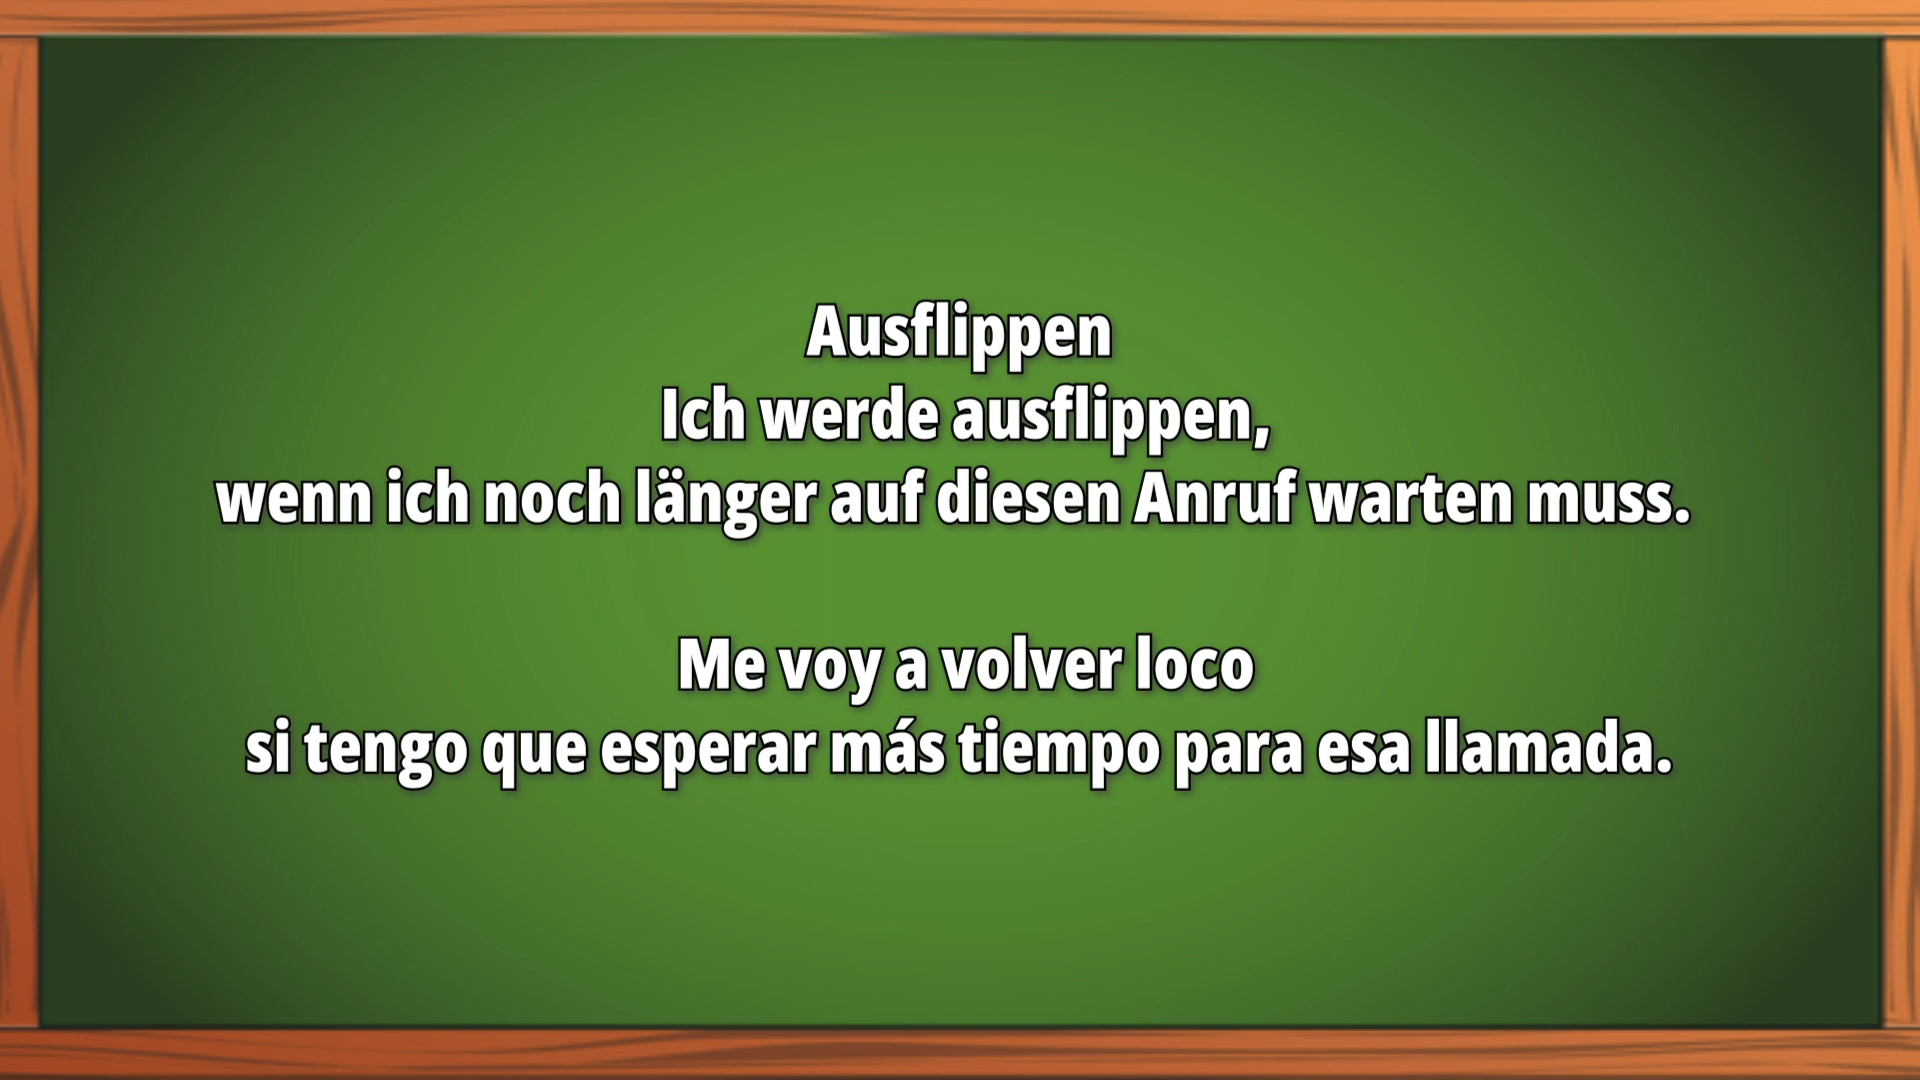 Ausflippen
Ich werde ausflippen,
wenn ich noch länger auf diesen Anruf warten muss.
Me voy a volver loco
si tengo que esperar más tiempo para esa llamada.